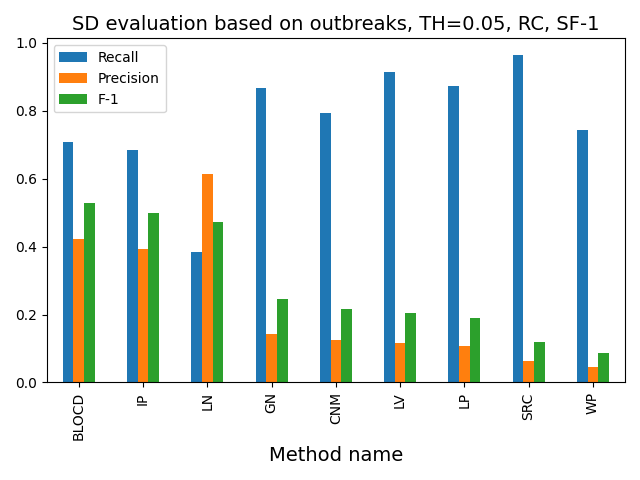 SD evaluation based on outbreaks, TH=0.05, RC, SF-1
Recall
Precision
F-1
1.0
0.8
0.6
0.4
0.2
0.0
BLOCD
IP
LN
GN
CNM
LV
LP
SRC
WP
Method name